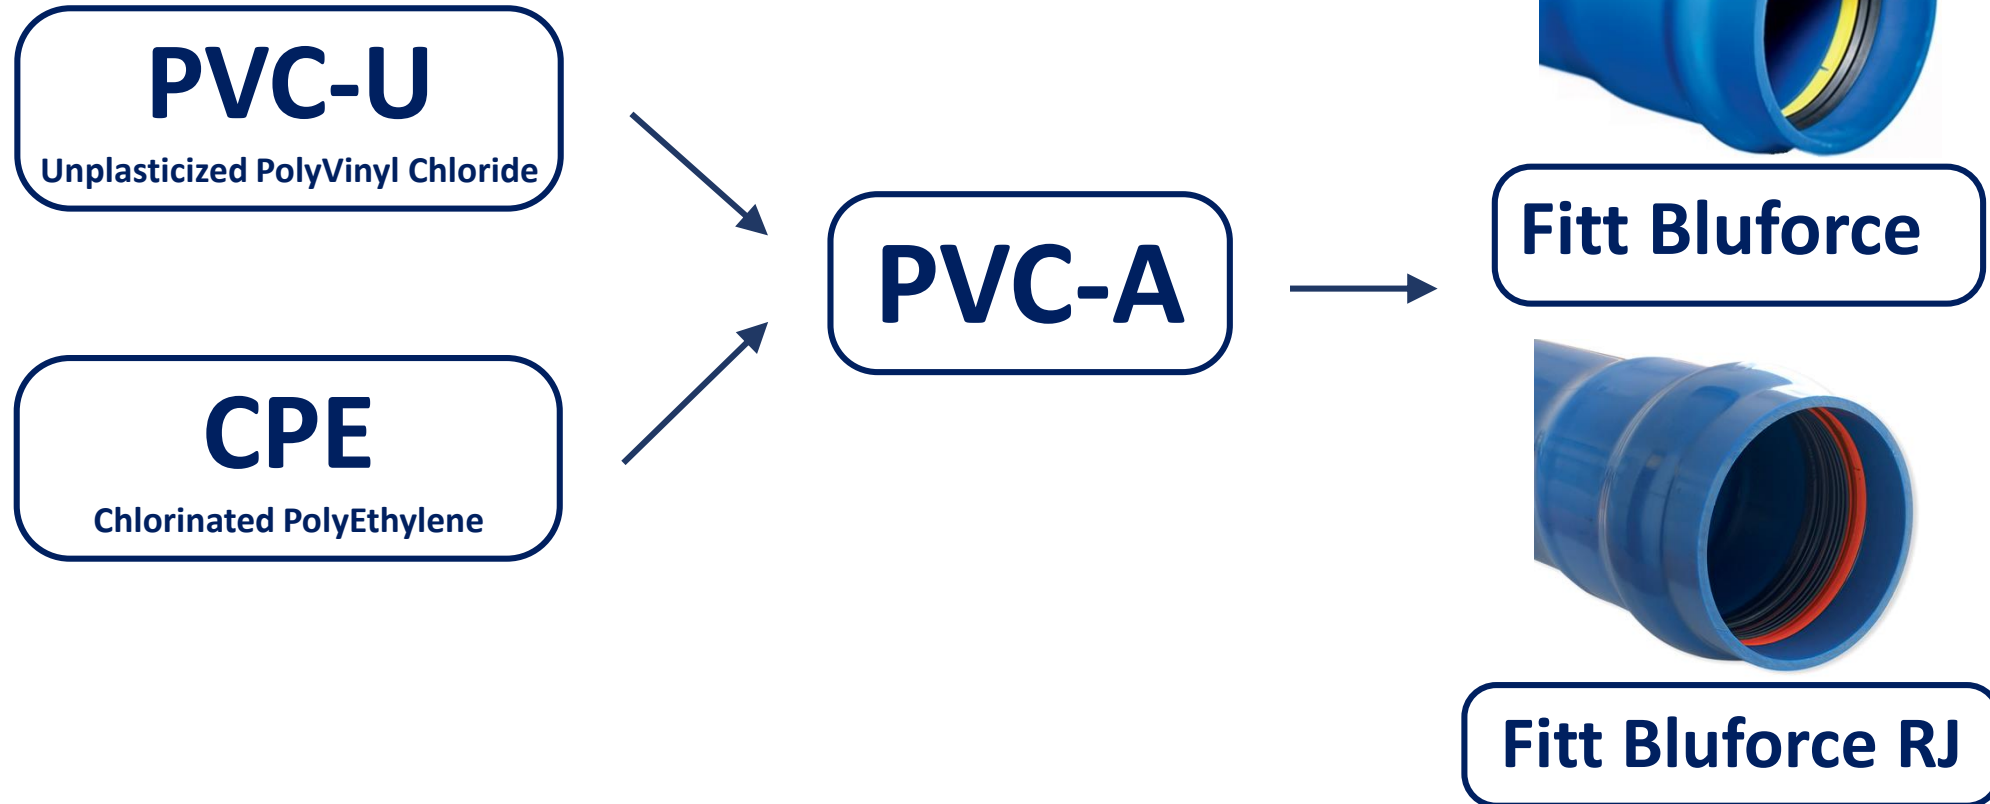 PVC-U
Unplasticized PolyVinyl Chloride
CPE
Chlorinated PolyEthylene
PVC-A
Fitt Bluforce
Fitt Bluforce RJ